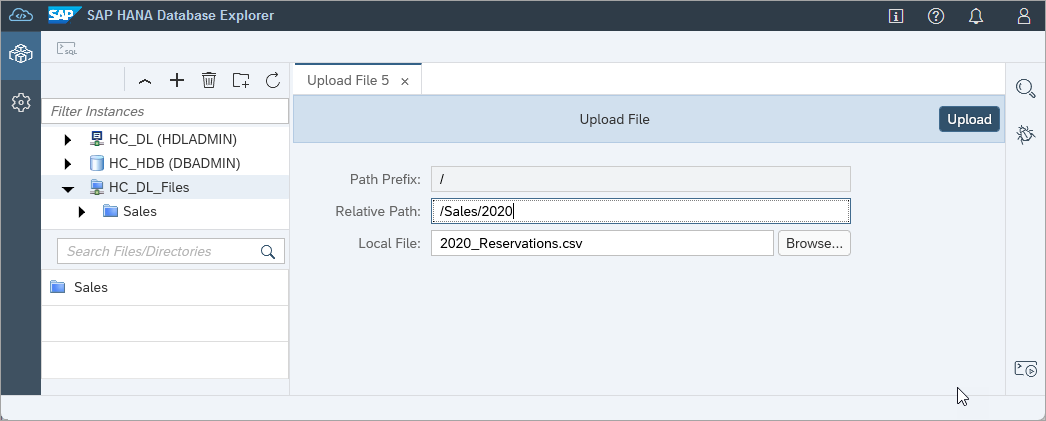 SAP SAP HANA Database Explorer
SQL
Upload File 5
Filter Instances
Upload File
Upload
HC_DL (HDLADMIN)
HC_HDB (DBADMIN)
HC_DL_Files
Sales
Path Prefix: /
Relative Path: /Sales/2020
Local File: 2020_Reservations.csv Browse...
Search Files/Directories
Sales